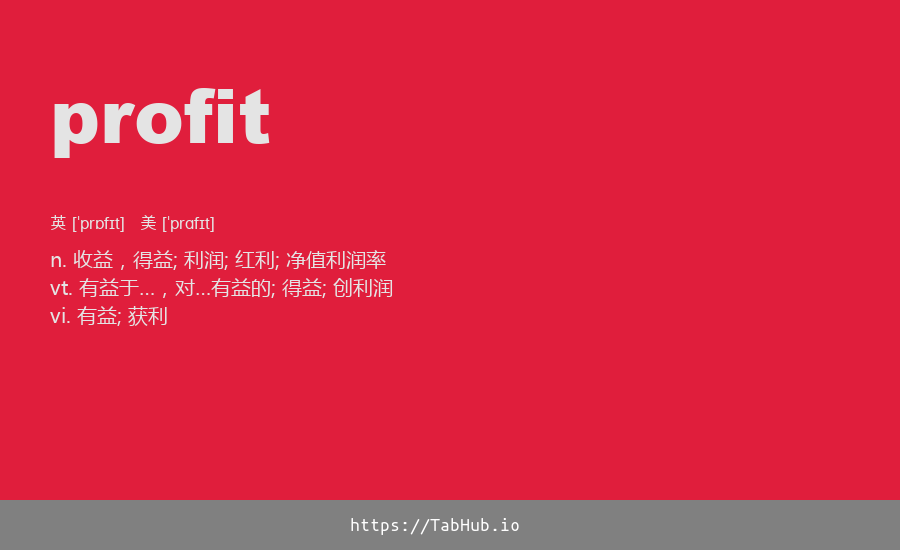 profit
英 [ˈprɒfɪt] 美 [ˈprɑfɪt]
n. 收益，得益; 利润; 红利; 净值利润率
vt. 有益于…，对…有益的; 得益; 创利润
vi. 有益; 获利
https://TabHub.io